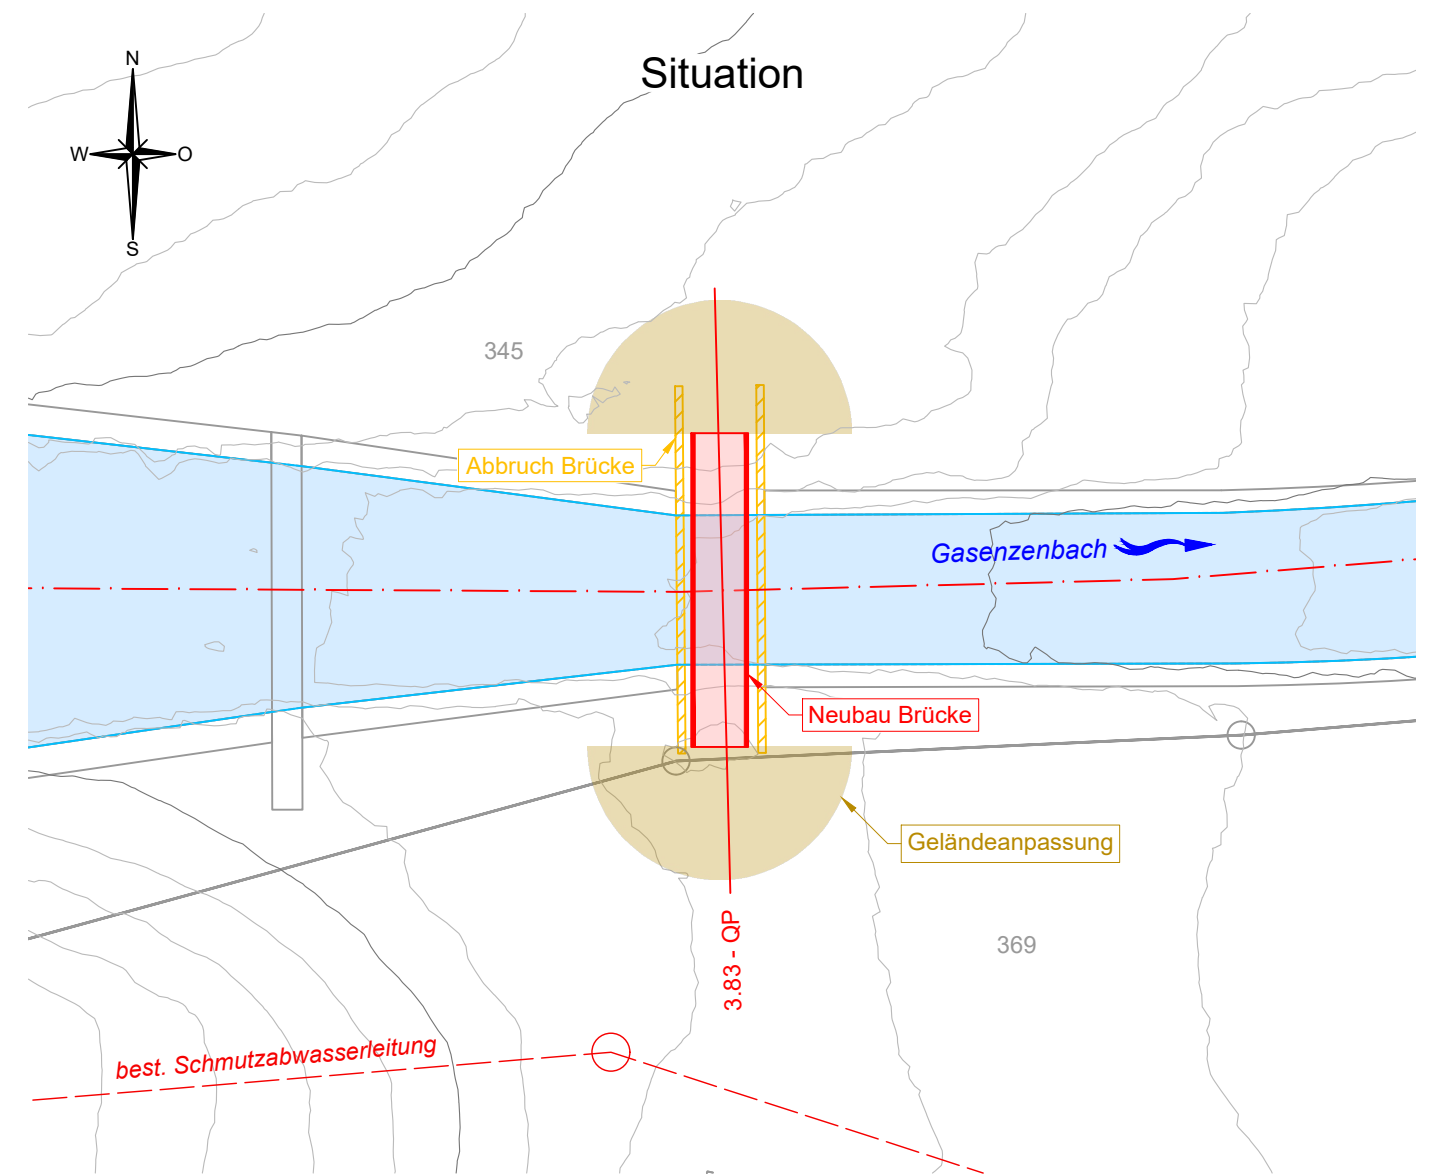 Situation
N
W
O
S
345
Abbruch Brücke
Gasenzenbach
Neubau Brücke
Geländeanpassung
3.83 - QP
369
best. Schmutzabwasserleitung